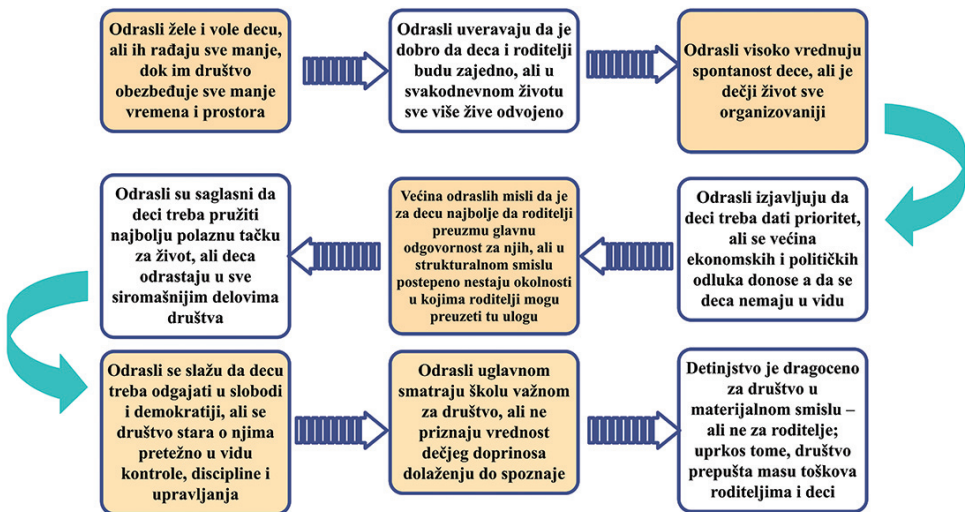 Odrasli žele i vole decu,
ali ih rađaju sve manje,
dok im društvo
obezbeđuje sve manje
vremena i prostora
Odrasli uveravaju da je
dobro da deca i roditelji
budu zajedno, ali u
svakodnevnom životu
sve više žive odvojeno
Odrasli visoko vrednuju
spontanost dece, ali je
dečji život sve
organizovaniji
Odrasli izjavljuju da
deci treba dati prioritet,
ali se većina
ekonomskih i političkih
odluka donose a da se
deca nemaju u vidu
Većina odraslih misli da je
za decu najbolje da roditelji
preuzmu glavnu
odgovornost za njih, ali u
strukturalnom smislu
postepeno nestaju okolnosti
u kojima roditelji mogu
preuzeti tu ulogu
Odrasli su saglasni da
deci treba pružiti
najbolju polaznu tačku
za život, ali deca
odrastaju u sve
siromašnijim delovima
društva
Odrasli se slažu da decu
treba odgajati u slobodi
i demokratiji, ali se
društvo stara o njima
pretežno u vidu
kontrole, discipline i
upravljanja
Odrasli uglavnom
smatraju školu važnom
za društvo, ali ne
priznaju vrednost
dečjeg doprinosa
dolaženju do spoznaje
Detinjstvo je dragoceno
za društvo u
materijalnom smislu –
ali ne za roditelje;
uprkos tome, društvo
prepušta masu toškova
roditeljima i deci